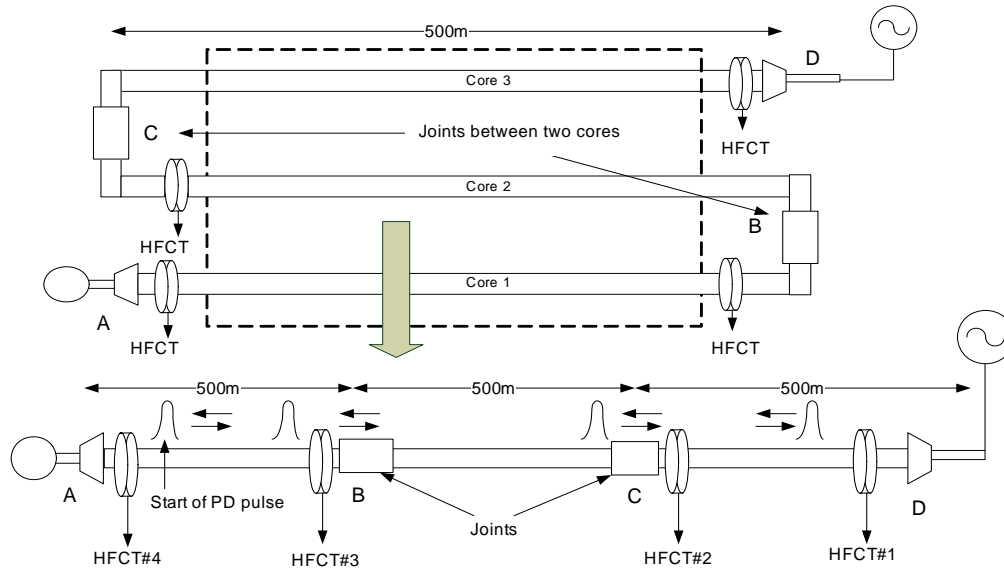 500m
D
Core 3
C
Joints between two cores
HFCT
Core 2
B
HFCT
Core 1
A
HFCT
HFCT
500m
500m
500m
A
Start of PD pulse
B
Joints
C
D
HFCT#4
HFCT#3
HFCT#2
HFCT#1